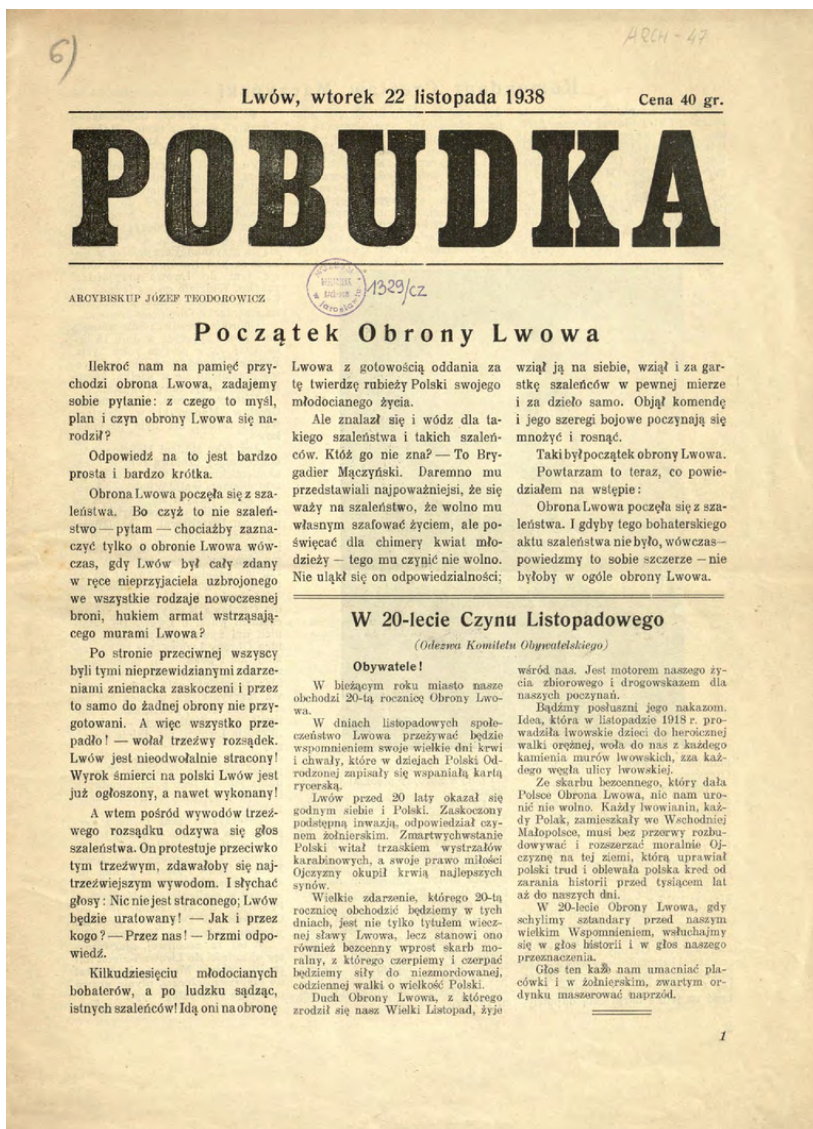 6)
ARCH - 47
Lwów, wtorek 22 listopada 1938
Cena 40 gr.
POBUDKA
ARCYBISKUP JÓZEF TEODOROWICZ
MUZEUM
w Jarosławiu
1329/cz
Początek Obrony Lwowa
Ilekroć nam na pamięć przy-
chodzi obrona Lwowa, zadajemy
sobie pytanie: z czego to myśl,
plan i czyn obrony Lwowa się na-
rodził?
Odpowiedź na to jest bardzo
prosta i bardzo krótka.
Obrona Lwowa poczęła się z sza-
leństwa. Bo czyż to nie szaleń-
stwo — pytam — chociażby zazna-
czyć tylko o obronie Lwowa wów-
czas, gdy Lwów był cały zdany
w ręce nieprzyjaciela uzbrojonego
we wszystkie rodzaje nowoczesnej
broni, hukiem armat wstrząsają-
cego murami Lwowa?
Po stronie przeciwnej wszyscy
byli tymi nieprzewidzianymi zdarze-
niami znienacka zaskoczeni i przez
to samo do żadnej obrony nie przy-
gotowani. A więc wszystko prze-
padło! — wołał trzeźwy rozsądek.
Lwów jest nieodwołalnie stracony!
Wyrok śmierci na polski Lwów jest
już ogłoszony, a nawet wykonany!
A wtem pośród wywodów trzeź-
wego rozsądku odzywa się głos
szaleństwa. On protestuje przeciwko
tym trzeźwym, zdawałoby się naj-
trzeźwiejszym wywodom. I słychać
głosy: Nic nie jest straconego; Lwów
będzie uratowany! — Jak i przez
kogo? — Przez nas! — brzmi odpo-
wiedź.
Kilkudziesięciu młodocianych
bohaterów, a po ludzku sądząc,
istnych szaleńców! Idą oni na obronę
Lwowa z gotowością oddania za
tę twierdzę rubieży Polski swojego
młodocianego życia.
Ale znalazł się i wódz dla ta-
kiego szaleństwa i takich szaleń-
ców. Któż go nie zna? — To Bry-
gadier Mączyński. Daremno mu
przedstawiali najpoważniejsi, że się
waży na szaleństwo, że wolno mu
własnym szafować życiem, ale po-
święcać dla chimery kwiat mło-
dzieży — tego mu czynić nie wolno.
Nie uląkł się on odpowiedzialności;
wziął ją na siebie, wziął i za gar-
stkę szaleńców w pewnej mierze
i za dzieło samo. Objął komendę
i jego szeregi bojowe poczynają się
mnożyć i rosnąć.
Taki był początek obrony Lwowa.
Powtarzam to teraz, co powie-
działem na wstępie:
Obrona Lwowa poczęła się z sza-
leństwa. I gdyby tego bohaterskiego
aktu szaleństwa nie było, wówczas —
powiedzmy to sobie szczerze — nie
byłoby w ogóle obrony Lwowa.
W 20-lecie Czynu Listopadowego
(Odezwa Komitetu Obywatelskiego)
Obywatele!
W bieżącym roku miasto nasze
obchodzi 20-tą rocznicę Obrony Lwo-
wa.
W dniach listopadowych społe-
czeństwo Lwowa przeżywać będzie
wspomnieniem swoje wielkie dni krwi
i chwały, które w dziejach Polski Od-
rodzonej zapisały się wspaniałą kartą
rycerską.
Lwów przed 20 laty okazał się
godnym siebie i Polski. Zaskoczony
podstępną inwazją, odpowiedział czy-
nem żołnierskim. Zmartwychwstanie
Polski witał trzaskiem wystrzałów
karabinowych, a swoje prawo miłości
Ojczyzny okupił krwią najlepszych
synów.
Wielkie zdarzenie, którego 20-tą
rocznicę obchodzić będziemy w tych
dniach, jest nie tylko tytułem wiecz-
nej sławy Lwowa, lecz stanowi ono
również bezcenny wprost skarb mo-
ralny, z którego czerpiemy i czerpać
będziemy siły do niezmordowanej,
codziennej walki o wielkość Polski.
Duch Obrony Lwowa, z którego
zrodził się nasz Wielki Listopad, żyje
wśród nas. Jest motorem naszego ży-
cia zbiorowego i drogowskazem dla
naszych poczynań.
Bądźmy posłuszni jego nakazom.
Idea, która w listopadzie 1918 r. pro-
wadziła lwowskie dzieci do heroicznej
walki orężnej, woła do nas z każdego
kamienia murów lwowskich, zza każ-
dego węgła ulicy lwowskiej.
Ze skarbu bezcennego, który dała
Polsce Obrona Lwowa, nic nam uro-
nić nie wolno. Każdy lwowianin, każ-
dy Polak, zamieszkały we Wschodniej
Małopolsce, musi bez przerwy rozbu-
dowywać i rozszerzać moralnie Oj-
czyznę na tej ziemi, którą uprawiał
polski trud i oblewała polska kred od
zarania historii przed tysiącem lat
aż do naszych dni.
W 20-lecie Obrony Lwowa, gdy
schylimy sztandary przed naszym
wielkim Wspomnieniem, wsłuchajmy
się w głos historii i w głos naszego
przeznaczenia.
Głos ten każe nam umacniać pla-
cówki i w żołnierskim, zwartym or-
dynku maszerować naprzód.
1